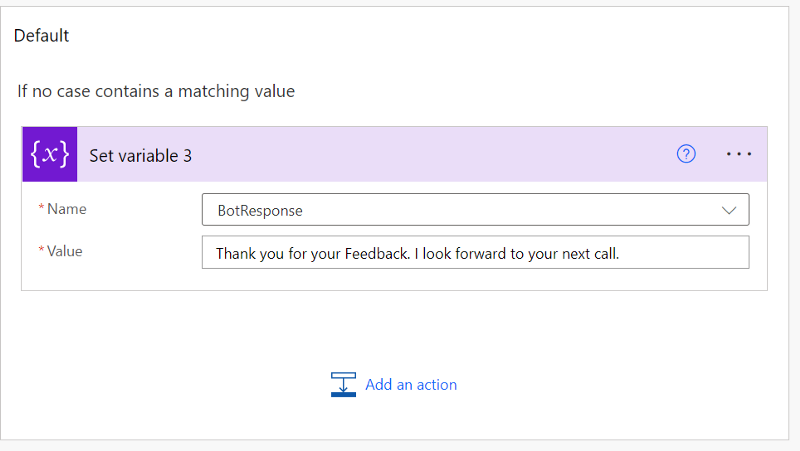 Default
If no case contains a matching value
{x} Set variable 3 ? ...
* Name BotResponse
* Value Thank you for your Feedback. I look forward to your next call.
Add an action